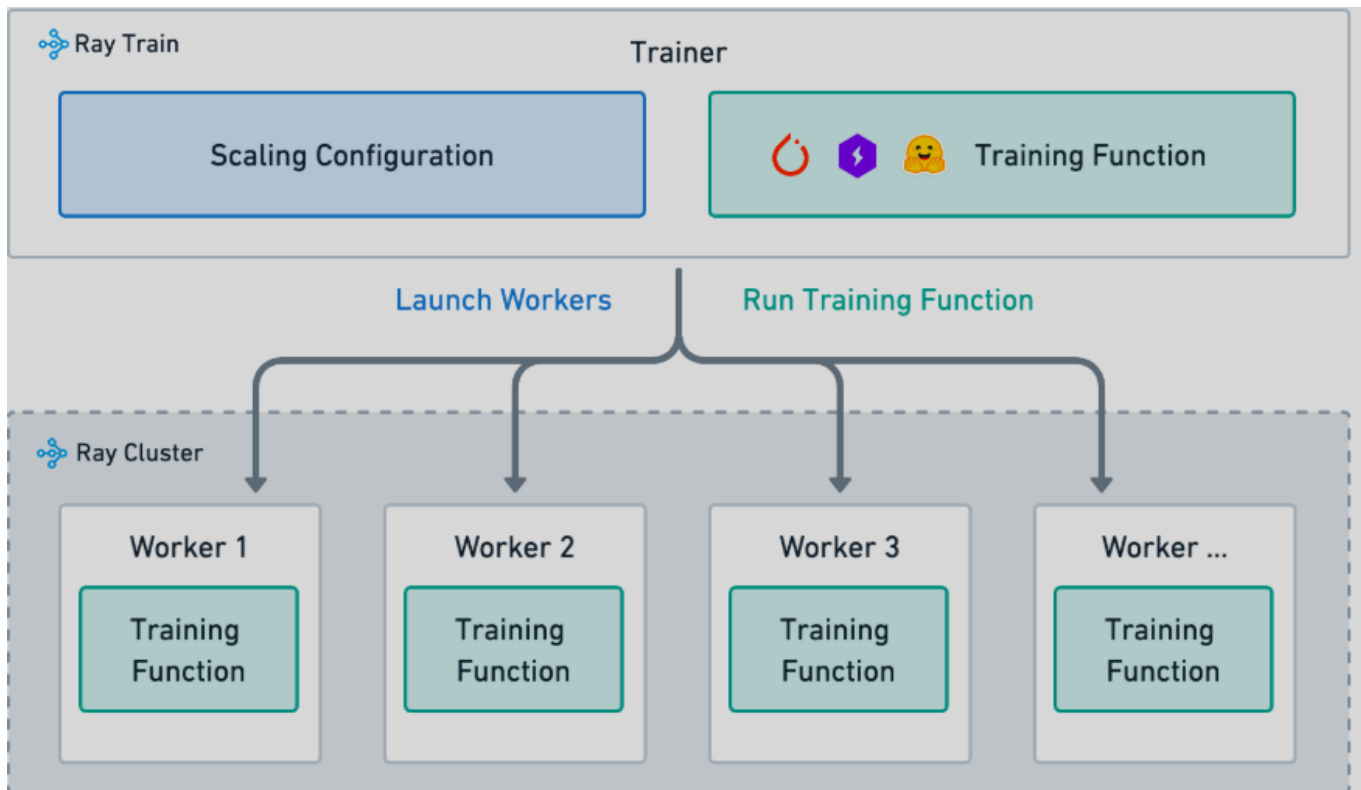 Ray Train
Trainer
Scaling Configuration
Training Function
Launch Workers
Run Training Function
Ray Cluster
Worker 1
Training
Function
Worker 2
Training
Function
Worker 3
Training
Function
Worker ...
Training
Function